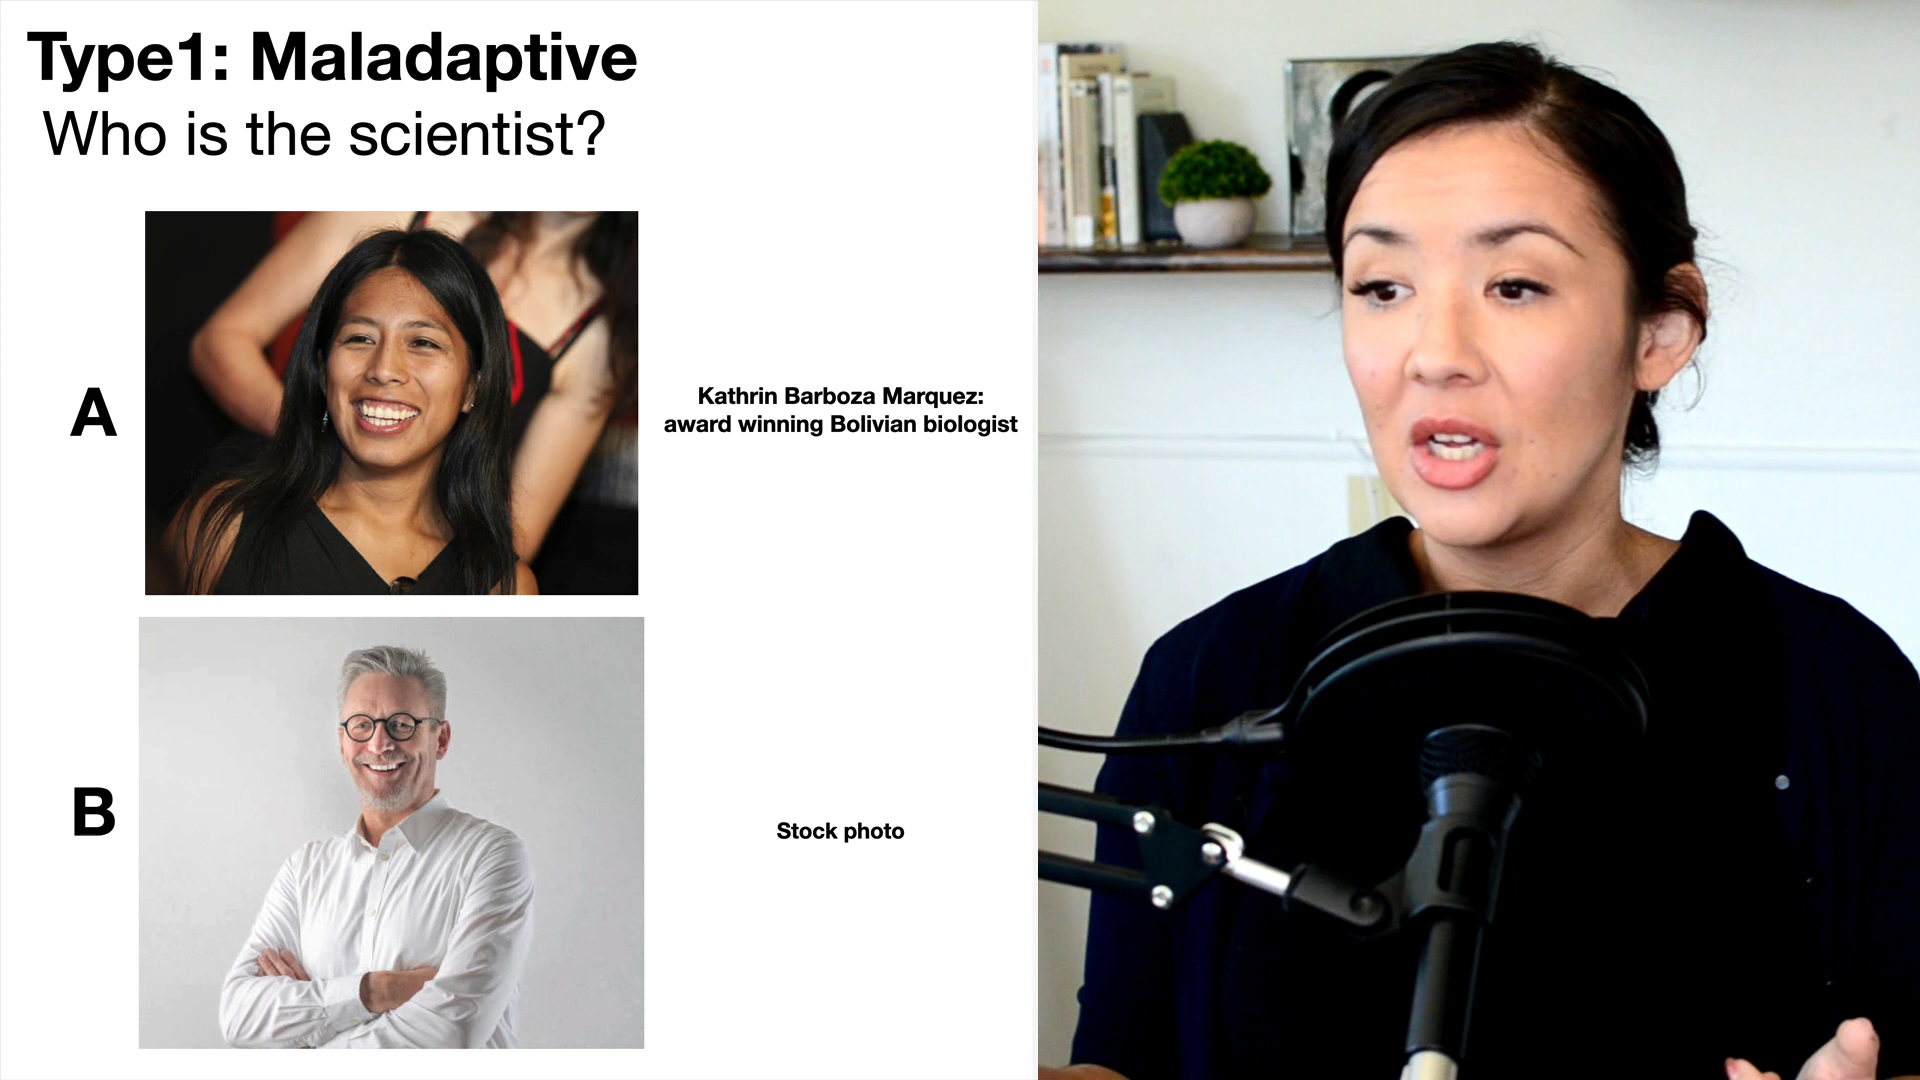 Type1: Maladaptive
Who is the scientist?
A
Kathrin Barboza Marquez:
award winning Bolivian biologist
B
Stock photo